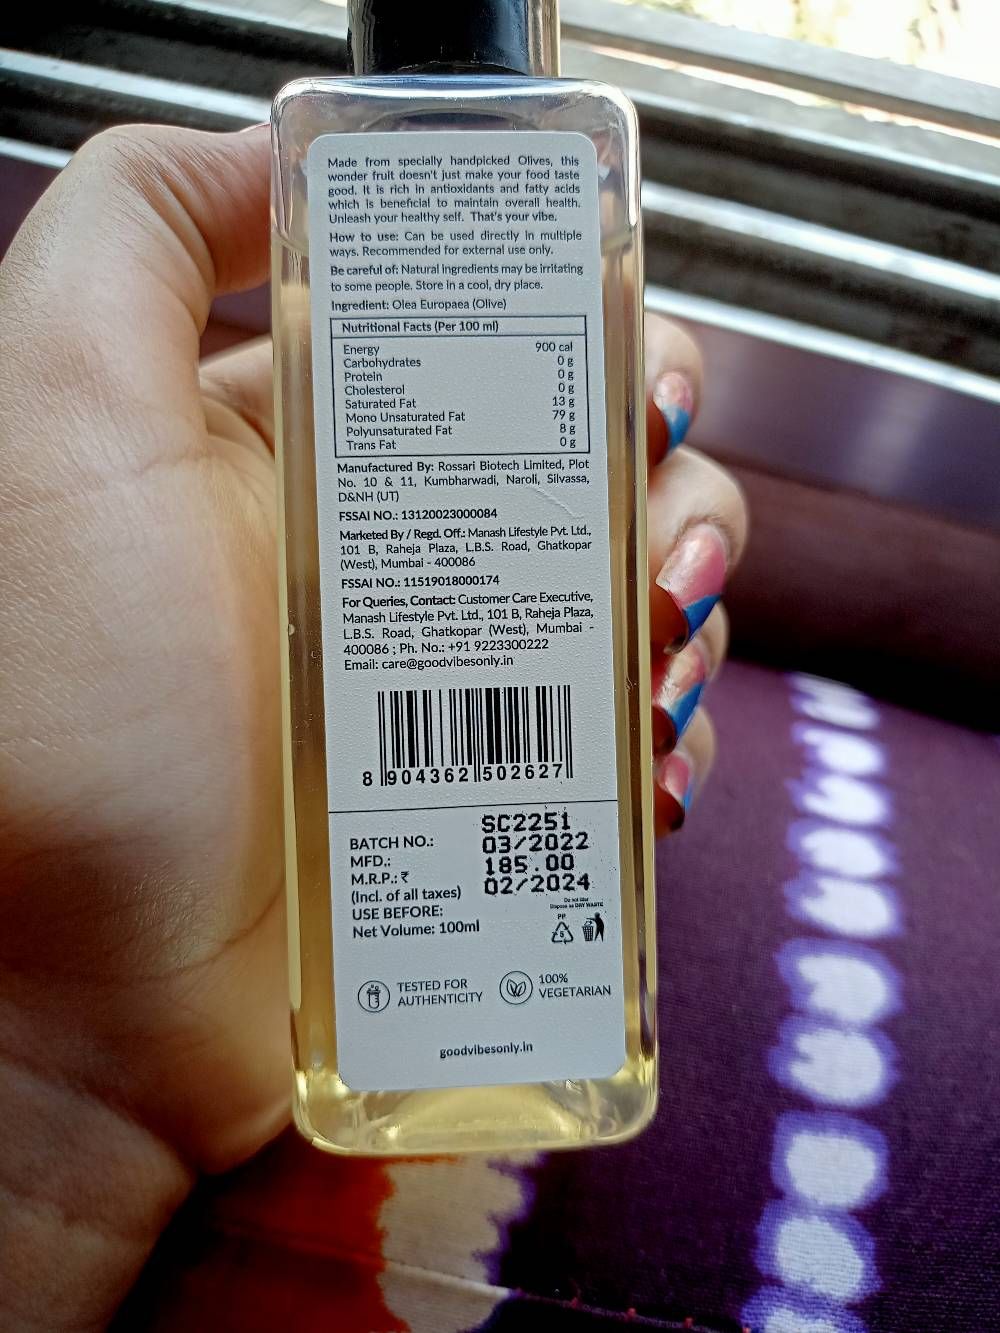 Made from specially handpicked Olives, this
wonder fruit doesn't just make your food taste
good. It is rich in antioxidants and fatty acids
which is beneficial to maintain overall health.
Unleash your healthy self. That's your vibe.
How to use: Can be used directly in multiple
ways. Recommended for external use only.
Be careful of: Natural ingredients may be irritating
to some people. Store in a cool, dry place.
Ingredient: Olea Europaea (Olive)
Nutritional Facts (Per 100 ml)
Energy 900 cal
Carbohydrates 0 g
Protein 0 g
Cholesterol 0 g
Saturated Fat 13 g
Mono Unsaturated Fat 79 g
Polyunsaturated Fat 8 g
Trans Fat 0 g
Manufactured By: Rossari Biotech Limited, Plot
No. 10 & 11, Kumbharwadi, Naroli, Silvassa,
D&NH (UT)
FSSAI NO.: 13120023000084
Marketed By / Regd. Off.: Manash Lifestyle Pvt. Ltd.,
101 B, Raheja Plaza, L.B.S. Road, Ghatkopar
(West), Mumbai - 400086
FSSAI NO.: 11519018000174
For Queries, Contact: Customer Care Executive,
Manash Lifestyle Pvt. Ltd., 101 B, Raheja Plaza,
L.B.S. Road, Ghatkopar (West), Mumbai -
400086 ; Ph. No.: +91 9223300222
Email: care@goodvibesonly.in
8 904362 502627
BATCH NO.: SC2251
MFD.: 03/2022
M.R.P.: ₹ 185.00
(Incl. of all taxes) 02/2024
USE BEFORE:
Net Volume: 100ml
Do not litter
Dispose as DRY WASTE
PP
5
TESTED FOR
AUTHENTICITY
100%
VEGETARIAN
goodvibesonly.in